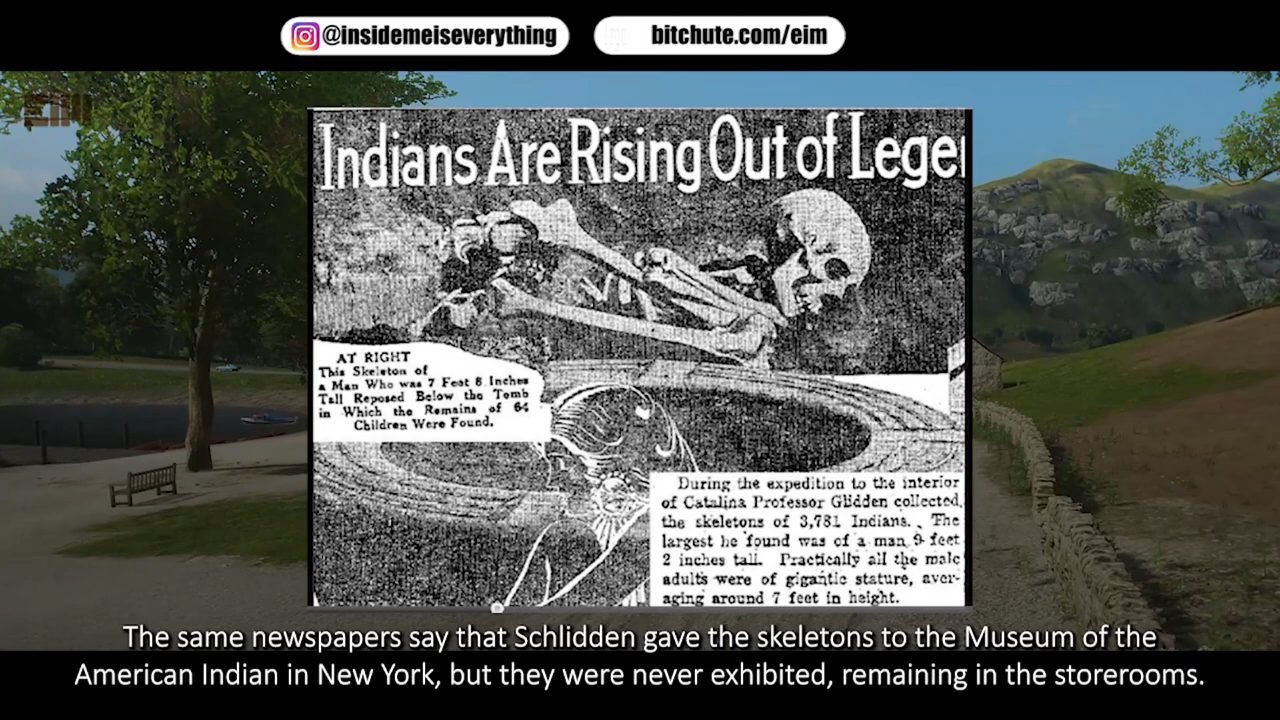 @insidemeiseverything
bitchute.com/eim
Indians Are Rising Out of Lege
AT RIGHT
This Skeleton of
a Man Who was 7 Feet 8 Inches
Tall Reposed Below the Tomb
in Which the Remains of 64
Children Were Found.
During the expedition to the interior
of Catalina Professor Glidden collected
the skeletons of 3,781 Indians. The
largest he found was of a man 9 feet
2 inches tall. Practically all the male
adults were of gigantic stature, aver-
aging around 7 feet in height.
The same newspapers say that Schlidden gave the skeletons to the Museum of the
American Indian in New York, but they were never exhibited, remaining in the storerooms.